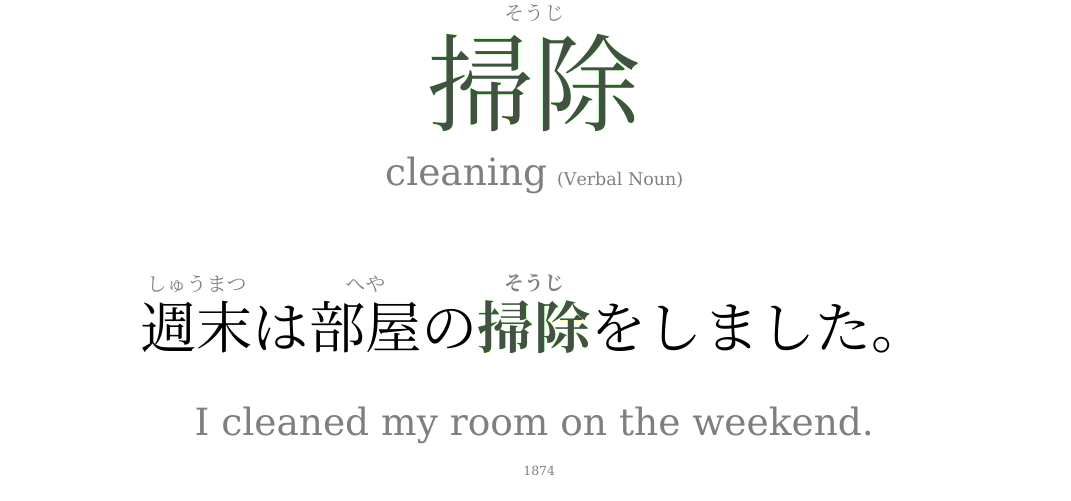 そうじ
掃除
cleaning (Verbal Noun)
しゅうまつ へや そうじ
週末は部屋の掃除をしました。
I cleaned my room on the weekend.
1874